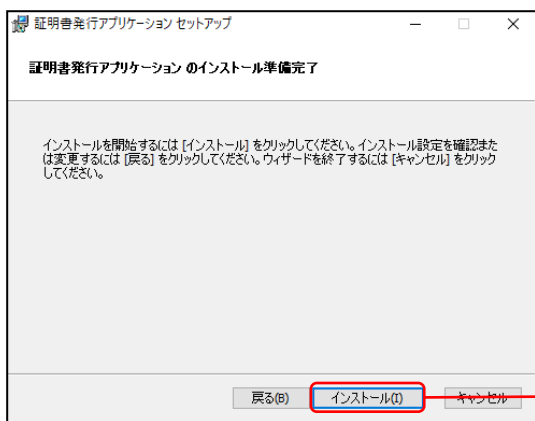 証明書発行アプリケーション セットアップ
証明書発行アプリケーション のインストール準備完了
インストールを開始するには [インストール] をクリックしてください。インストール設定を確認また
は変更するには [戻る] をクリックしてください。ウィザードを終了するには [キャンセル] をクリック
してください。
戻る(B) インストール(I) キャンセル